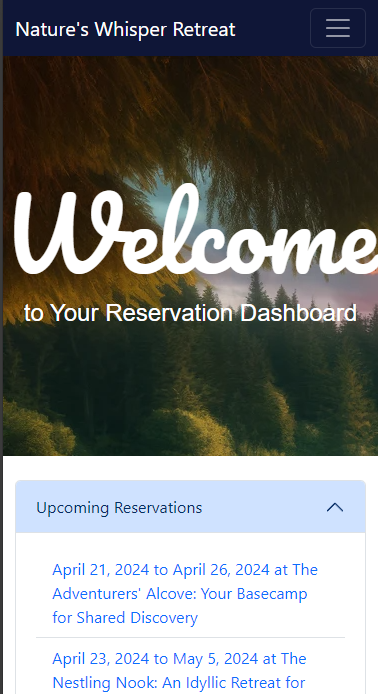 Nature's Whisper Retreat
Welcome
to Your Reservation Dashboard
Upcoming Reservations
April 21, 2024 to April 26, 2024 at The
Adventurers' Alcove: Your Basecamp
for Shared Discovery
April 23, 2024 to May 5, 2024 at The
Nestling Nook: An Idyllic Retreat for